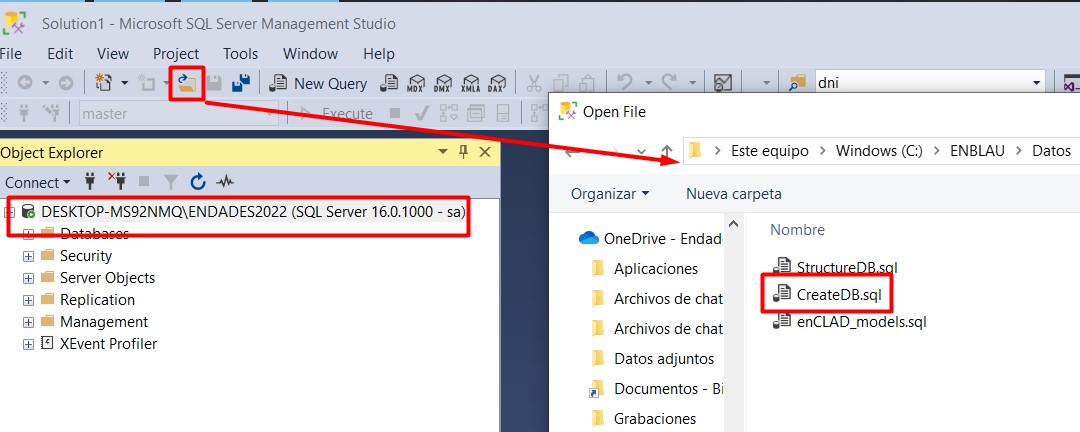 Solution1 - Microsoft SQL Server Management Studio
File Edit View Project Tools Window Help
New Query MDX DMX XMLA DAX dni
master Execute
Object Explorer
Connect
DESKTOP-MS92NMQ\ENDADES2022 (SQL Server 16.0.1000 - sa)
Databases
Security
Server Objects
Replication
Management
XEvent Profiler
Open File
Este equipo Windows (C:) ENBLAU Datos
Organizar Nueva carpeta
OneDrive - Endad
Aplicaciones
Archivos de chat
Archivos de chat
Datos adjuntos
Documentos - Bi
Grabaciones
Nombre
StructureDB.sql
CreateDB.sql
enCLAD_models.sql